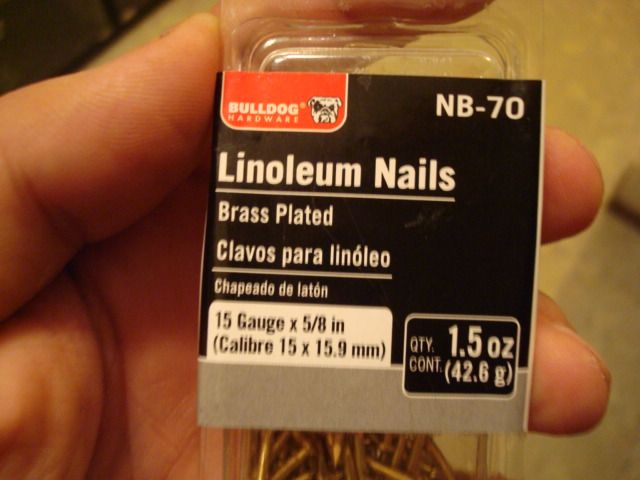 BULLDOG®
HARDWARE
NB-70
Linoleum Nails
Brass Plated
Clavos para linóleo
Chapeado de latón
15 Gauge x 5/8 in
(Calibre 15 x 15.9 mm)
QTY. 1.5 oz
CONT. (42.6 g)